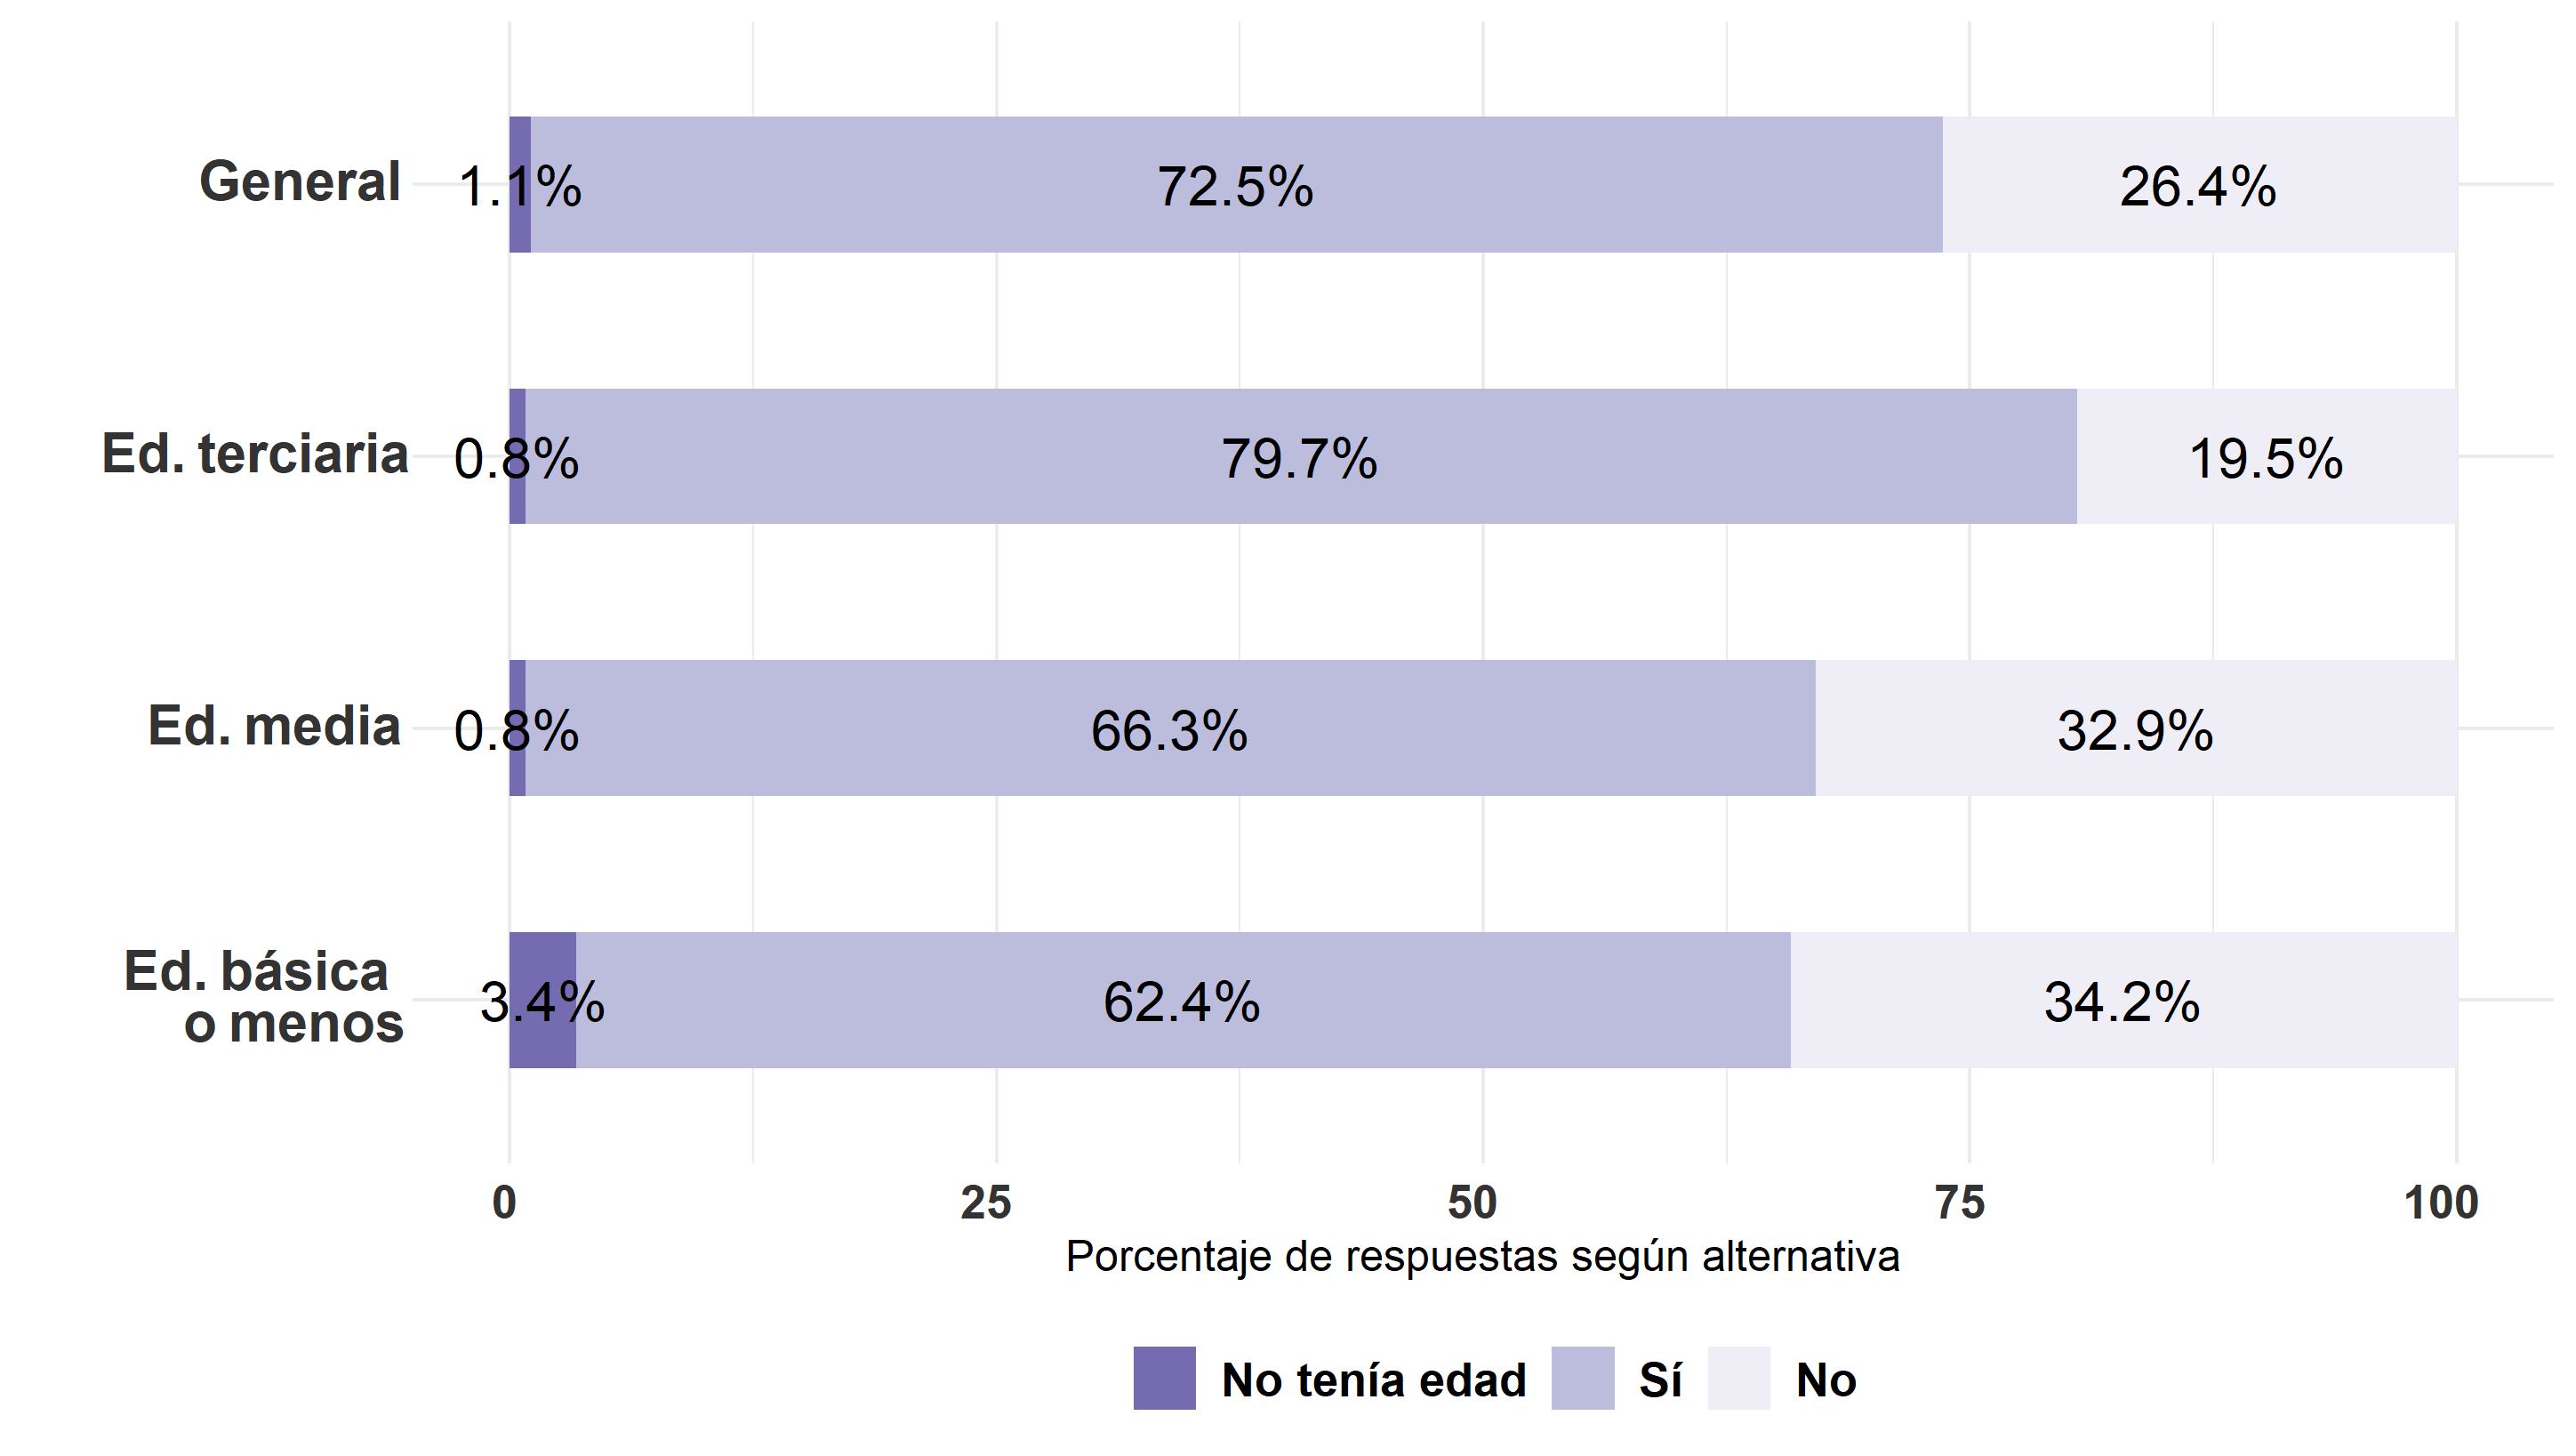 General
1.1%
72.5%
26.4%
Ed. terciaria
0.8%
79.7%
19.5%
Ed. media
0.8%
66.3%
32.9%
Ed. básica
o menos
3.4%
62.4%
34.2%
0
25
50
75
100
Porcentaje de respuestas según alternativa
No tenía edad
Sí
No